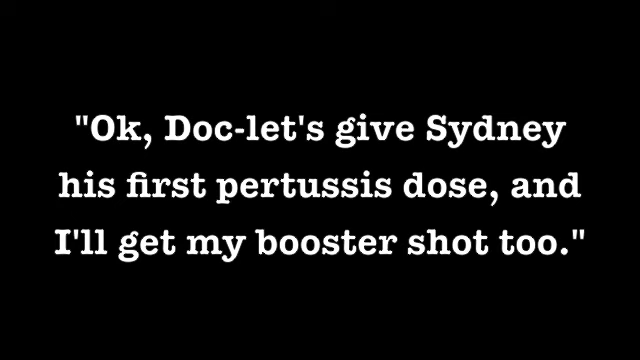 "Ok, Doc-let's give Sydney
his first pertussis dose, and
I'll get my booster shot too."